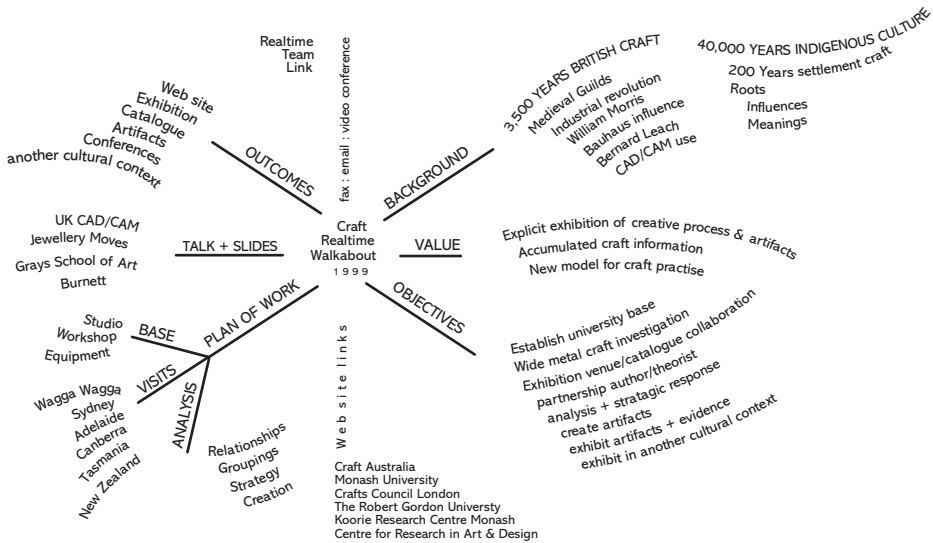 Realtime
Team
Link
fax : email : video conference
3,500 YEARS BRITISH CRAFT
Medieval Guilds
Industrial revolution
William Morris
Bauhaus influence
Bernard Leach
CAD/CAM use
40,000 YEARS INDIGENOUS CULTURE
200 Years settlement craft
Roots
Influences
Meanings
Web site
Exhibition
Catalogue
Artifacts
Conferences
another cultural context
OUTCOMES
BACKGROUND
Craft
Realtime
Walkabout
1999
UK CAD/CAM
Jewellery Moves
Grays School of Art
Burnett
TALK + SLIDES
VALUE
Explicit exhibition of creative process & artifacts
Accumulated craft information
New model for craft practise
PLAN OF WORK
OBJECTIVES
Establish university base
Wide metal craft investigation
Exhibition venue/catalogue collaboration
partnership author/theorist
analysis + stratagic response
create artifacts
exhibit artifacts + evidence
exhibit in another cultural context
BASE
Studio
Workshop
Equipment
VISITS
Wagga Wagga
Sydney
Adelaide
Canberra
Tasmania
New Zealand
ANALYSIS
Relationships
Groupings
Strategy
Creation
Website links
Craft Australia
Monash University
Crafts Council London
The Robert Gordon Universty
Koorie Research Centre Monash
Centre for Research in Art & Design